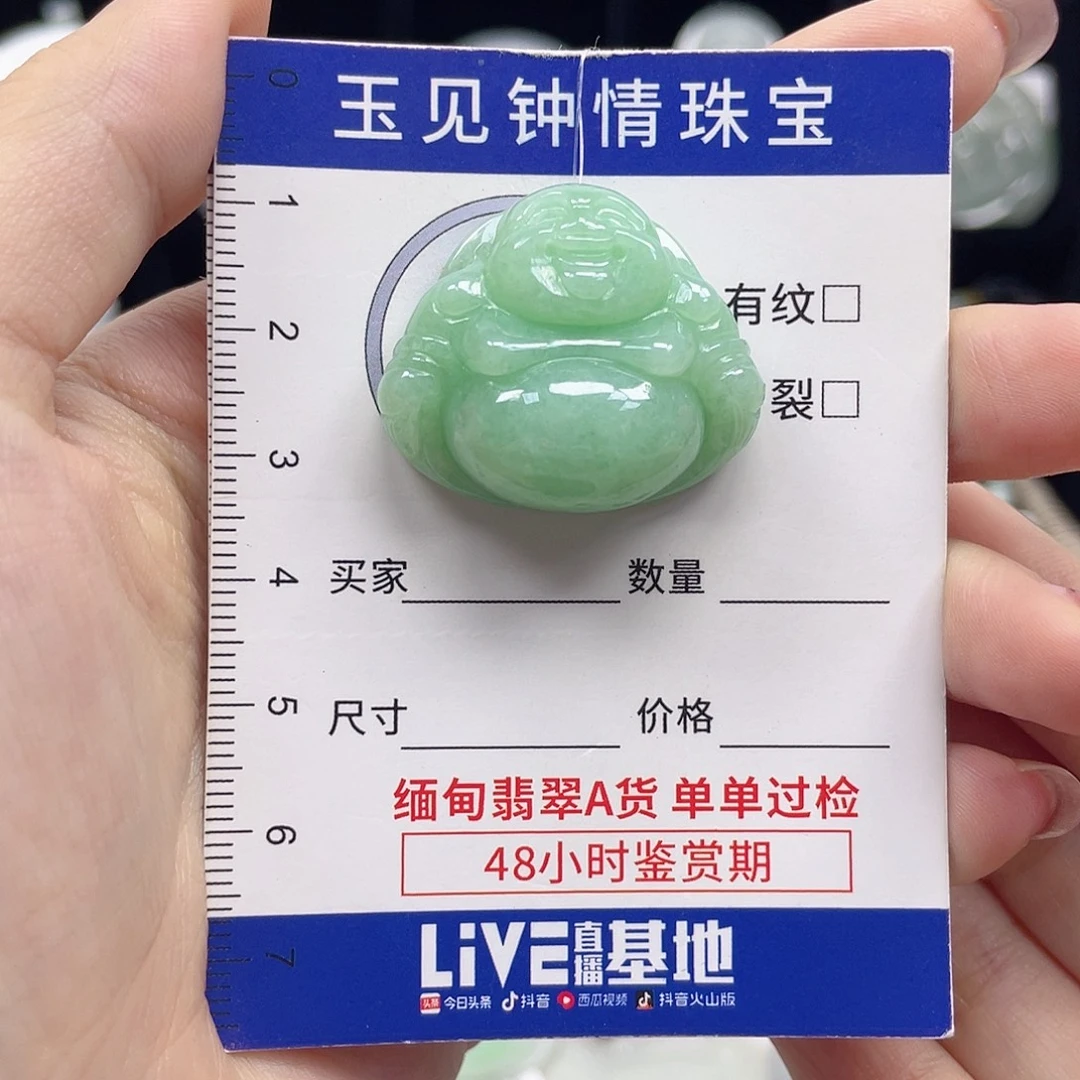 玉见钟情珠宝
0
1
2
3
4
5
6
7
有纹□
裂□
买家 数量
尺寸 价格
缅甸翡翠A货 单单过检
48小时鉴赏期
LiVE直播基地
头条 今日头条 抖音 西瓜视频 抖音火山版